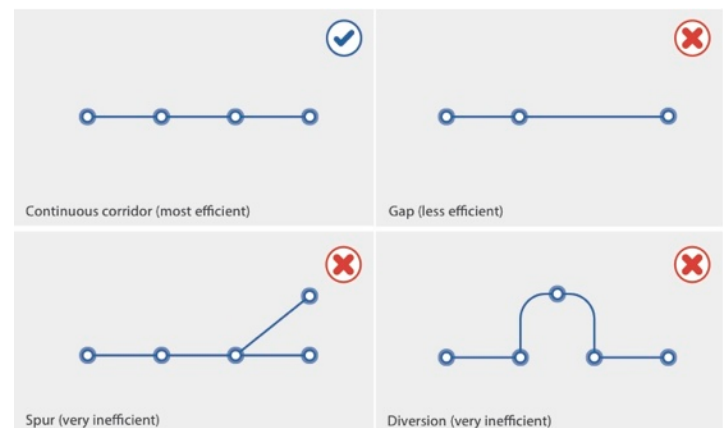 Continuous corridor (most efficient)
Gap (less efficient)
Spur (very inefficient)
Diversion (very inefficient)